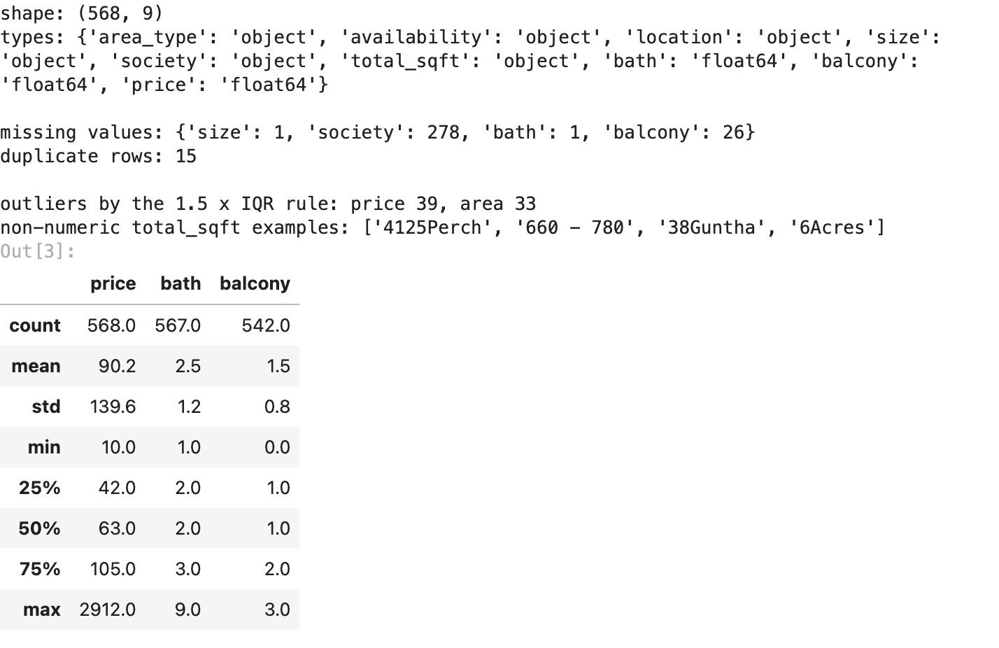 shape: (568, 9)
types: {'area_type': 'object', 'availability': 'object', 'location': 'object', 'size':
'object', 'society': 'object', 'total_sqft': 'object', 'bath': 'float64', 'balcony':
'float64', 'price': 'float64'}
missing values: {'size': 1, 'society': 278, 'bath': 1, 'balcony': 26}
duplicate rows: 15
outliers by the 1.5 x IQR rule: price 39, area 33
non-numeric total_sqft examples: ['4125Perch', '660 - 780', '38Guntha', '6Acres']
Out[3]:
price bath balcony
count 568.0 567.0 542.0
mean 90.2 2.5 1.5
std 139.6 1.2 0.8
min 10.0 1.0 0.0
25% 42.0 2.0 1.0
50% 63.0 2.0 1.0
75% 105.0 3.0 2.0
max 2912.0 9.0 3.0